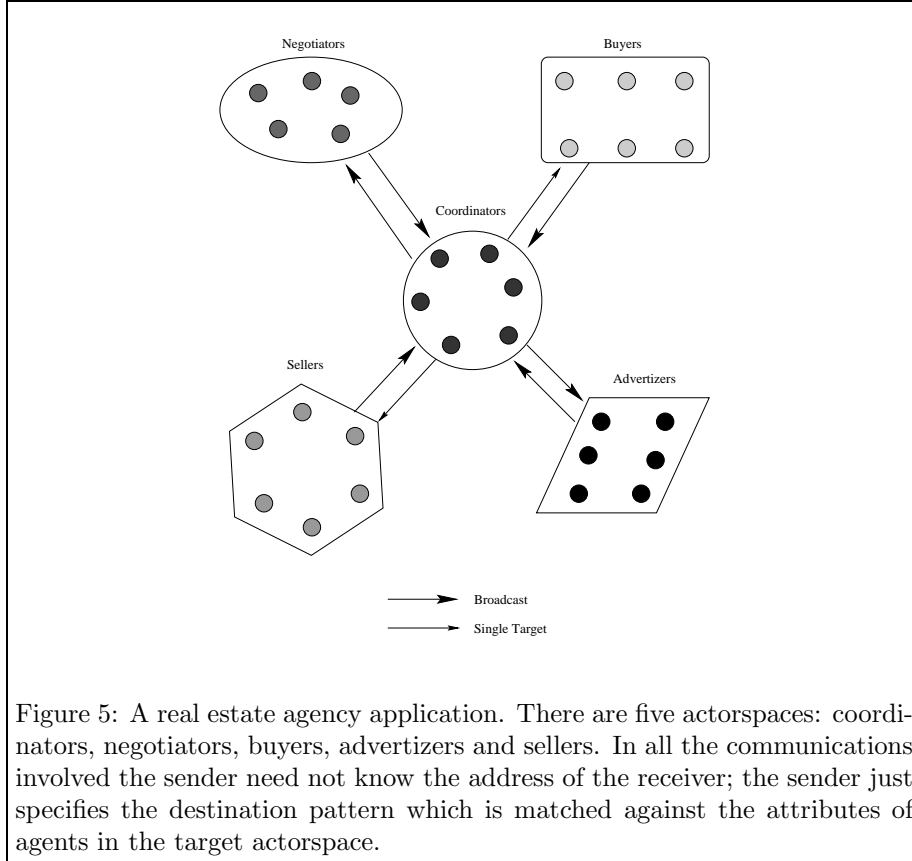 Negotiators
Buyers
Coordinators
Sellers
Advertizers
Broadcast
Single Target
Figure 5: A real estate agency application. There are five actorspaces: coordi-
nators, negotiators, buyers, advertizers and sellers. In all the communications
involved the sender need not know the address of the receiver; the sender just
specifies the destination pattern which is matched against the attributes of
agents in the target actorspace.